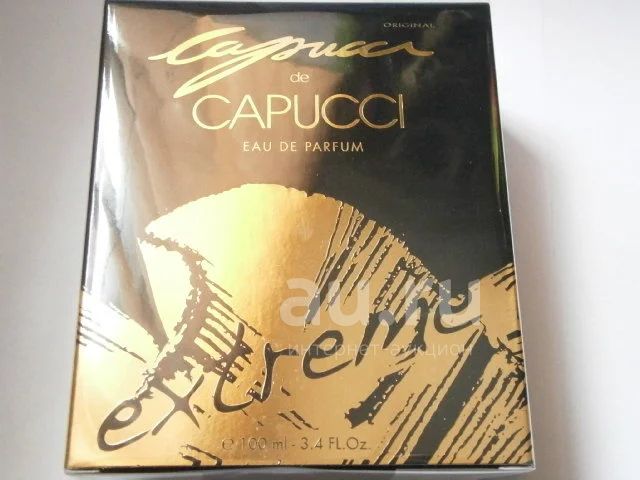 ORIGINAL
Capucci
de
CAPUCCI
EAU DE PARFUM
au.ru
интернет-аукцион
extreme
℮ 100 ml - 3,4 FL.Oz.